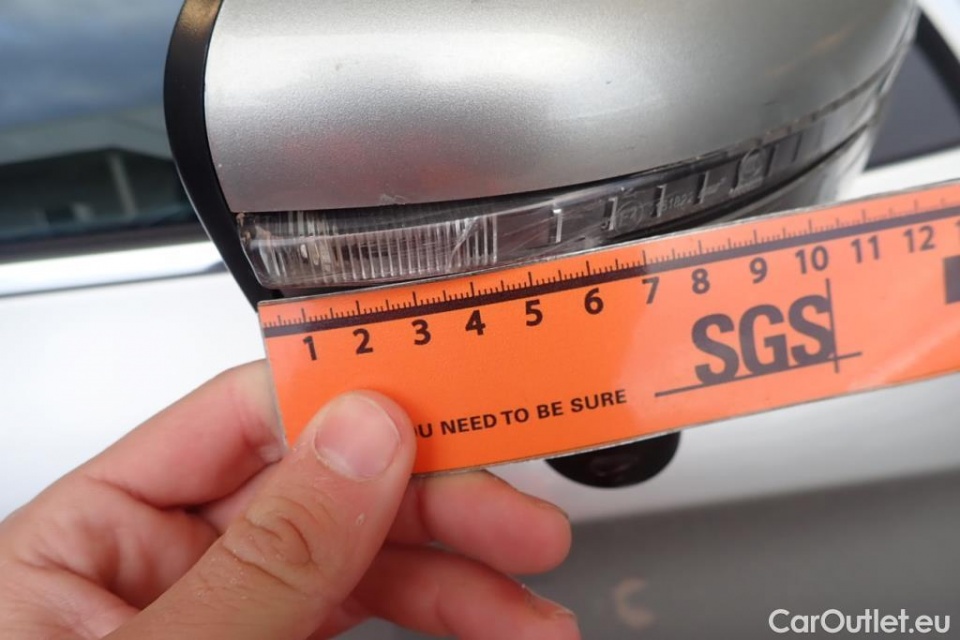 1 2 3 4 5 6 7 8 9 10 11 12
SGS
U NEED TO BE SURE
CarOutlet.eu